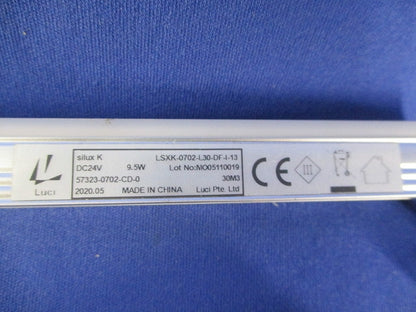 silux K LSXK-0702-L30-DF-I-13
DC24V 9.5W Lot No:MO05110019
57323-0702-CD-0 30M3
2020.05 MADE IN CHINA Luci Pte. Ltd
Luci
CE
III